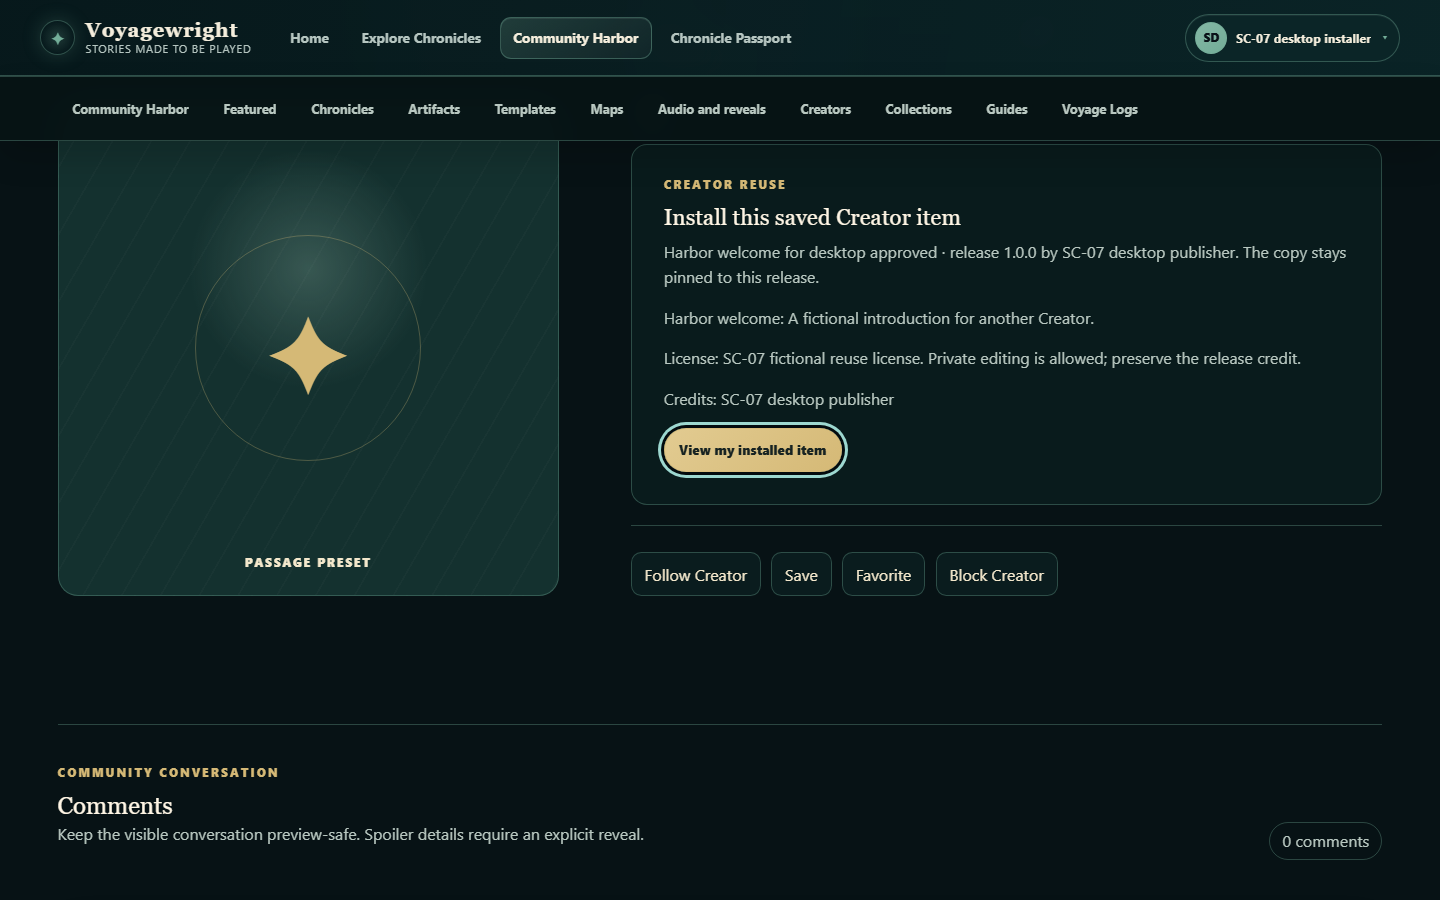 Voyagewright
STORIES MADE TO BE PLAYED
Home
Explore Chronicles
Community Harbor
Chronicle Passport
SD
SC-07 desktop installer
Community Harbor
Featured
Chronicles
Artifacts
Templates
Maps
Audio and reveals
Creators
Collections
Guides
Voyage Logs
PASSAGE PRESET
CREATOR REUSE
Install this saved Creator item
Harbor welcome for desktop approved · release 1.0.0 by SC-07 desktop publisher. The copy stays
pinned to this release.
Harbor welcome: A fictional introduction for another Creator.
License: SC-07 fictional reuse license. Private editing is allowed; preserve the release credit.
Credits: SC-07 desktop publisher
View my installed item
Follow Creator
Save
Favorite
Block Creator
COMMUNITY CONVERSATION
Comments
Keep the visible conversation preview-safe. Spoiler details require an explicit reveal.
0 comments